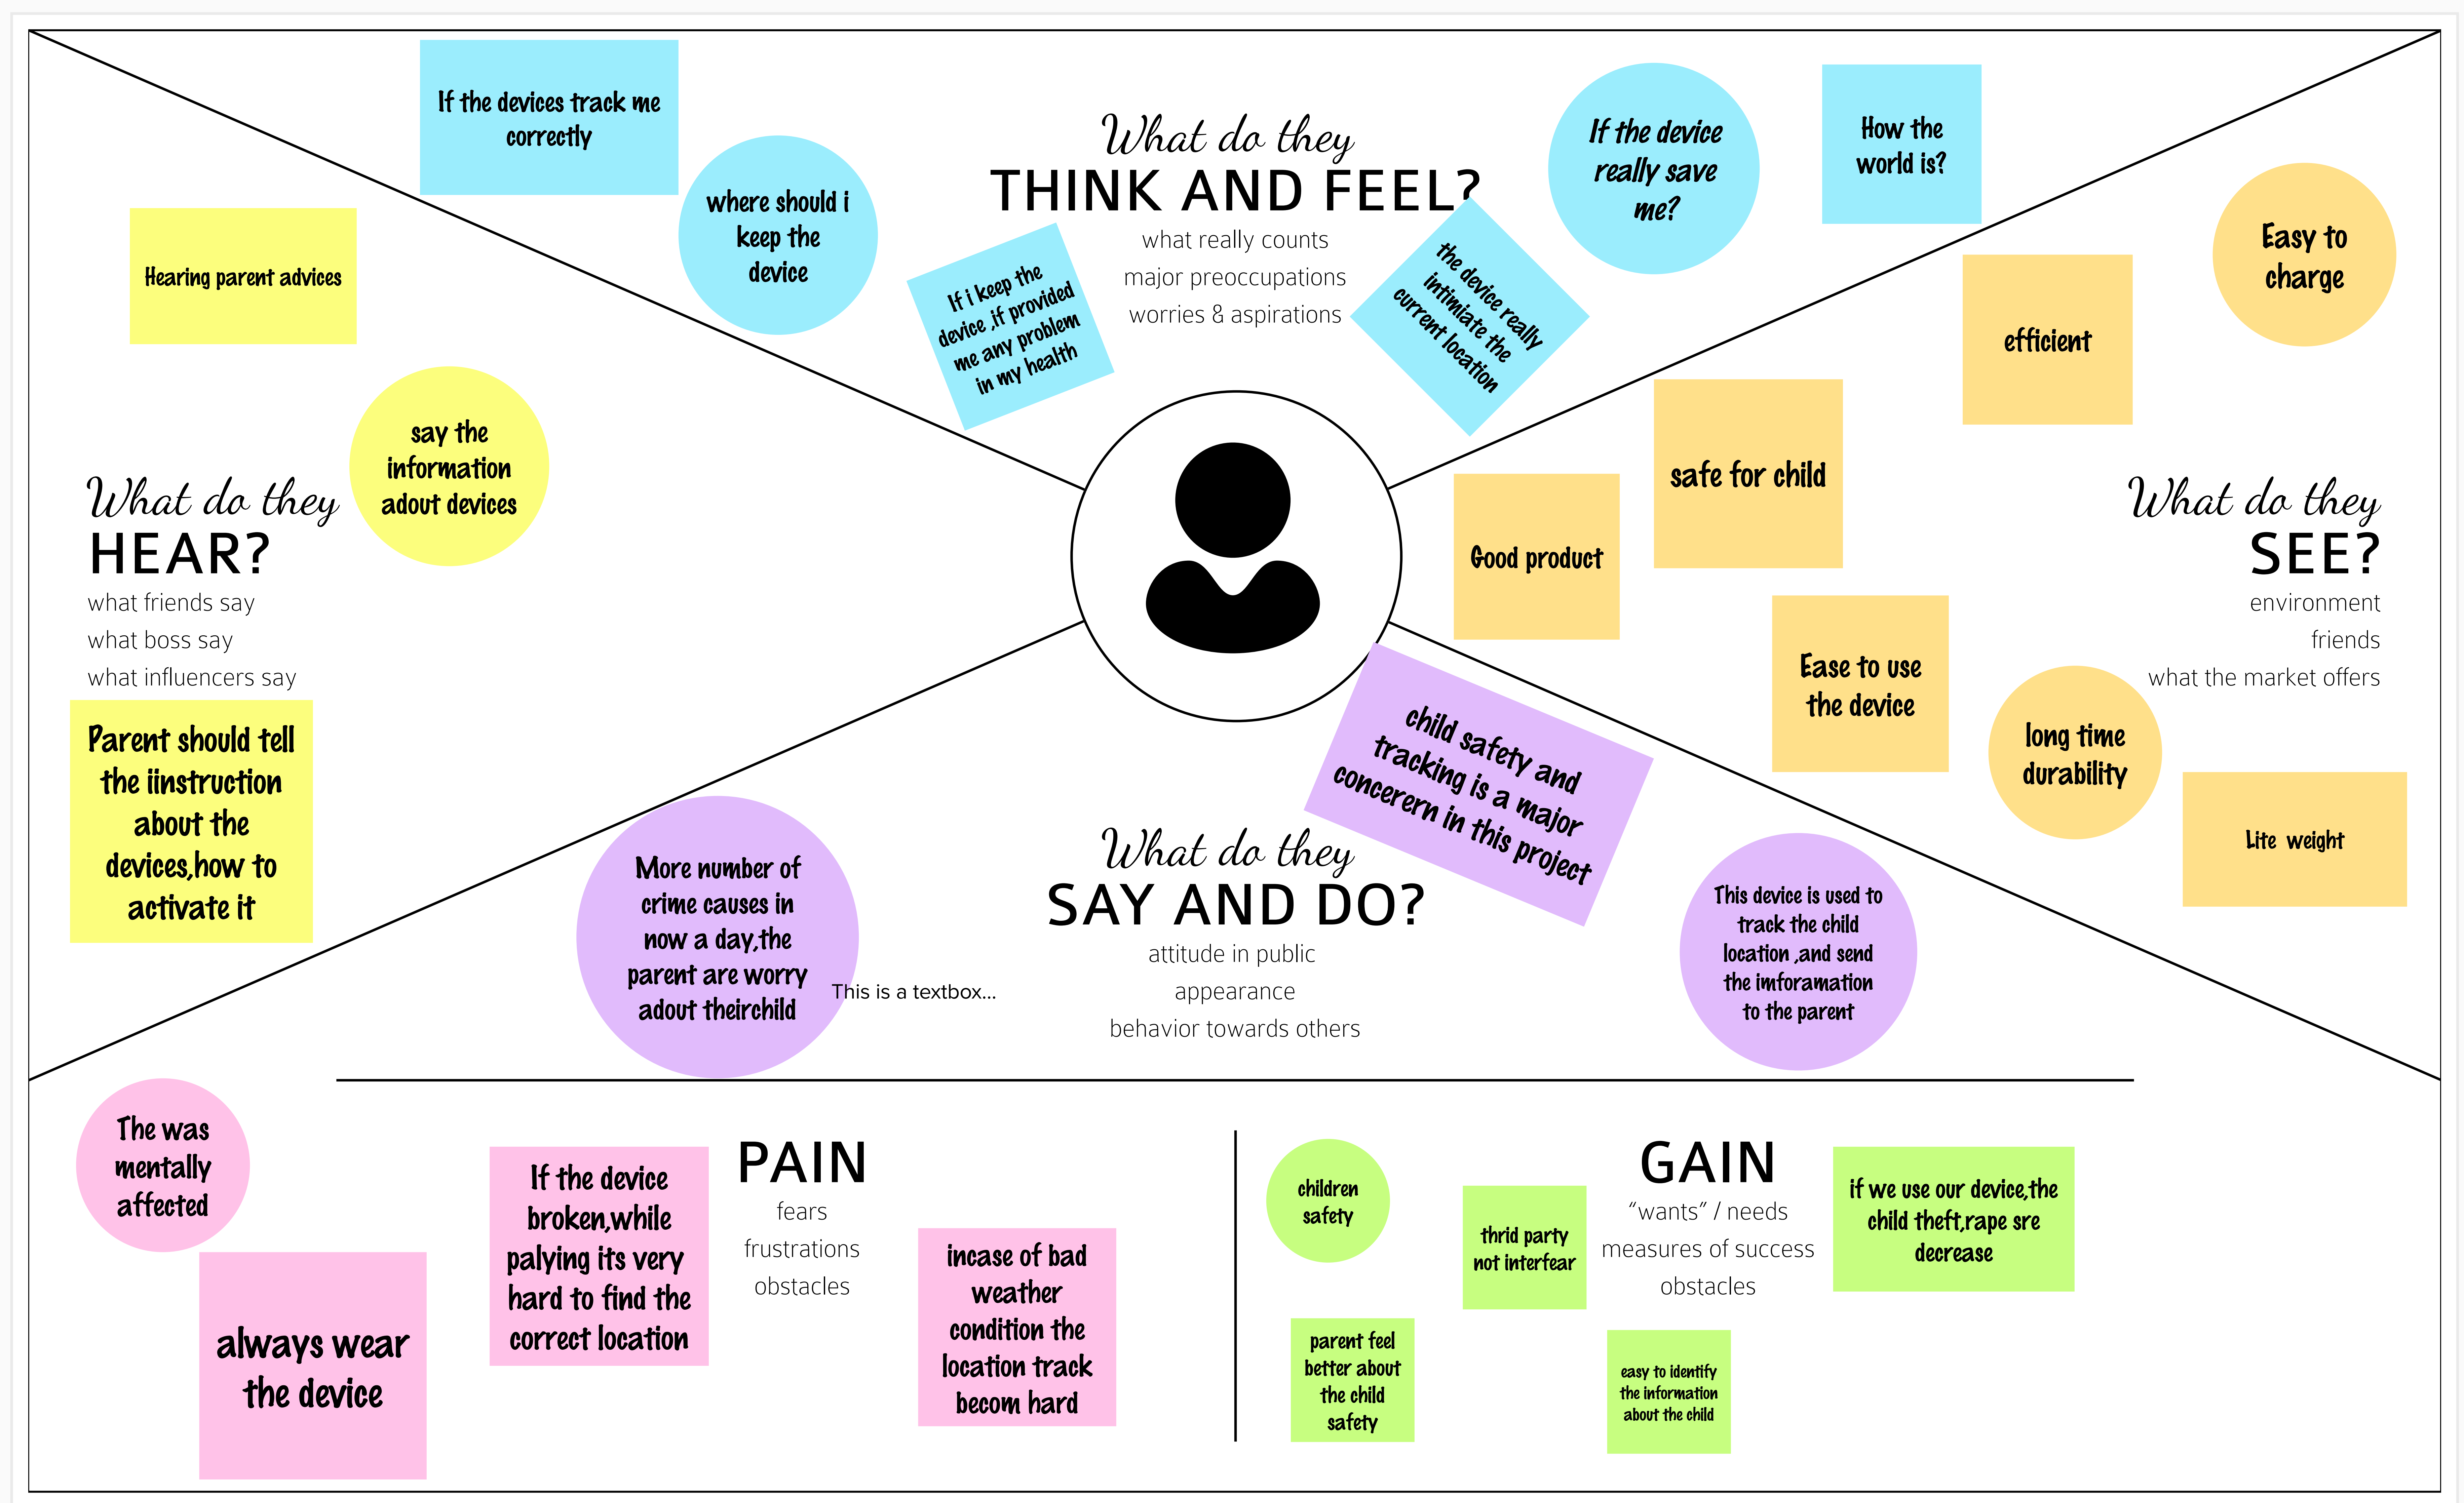 If the devices track me
correctly
where should i
keep the
device
If i keep the
device ,if provided
me any problem
in my health
What do they
THINK AND FEEL?
what really counts
major preoccupations
worries & aspirations
the device really
intimiate the
current location
If the device
really save
me?
How the
world is?
Hearing parent advices
say the
information
adout devices
What do they
HEAR?
what friends say
what boss say
what influencers say
Parent should tell
the iinstruction
about the
devices,how to
activate it
Easy to
charge
efficient
safe for child
Good product
What do they
SEE?
environment
friends
what the market offers
Ease to use
the device
long time
durability
Lite weight
child safety and
tracking is a major
concerern in this project
What do they
SAY AND DO?
attitude in public
appearance
behavior towards others
More number of
crime causes in
now a day,the
parent are worry
adout theirchild
This is a textbox...
This device is used to
track the child
location ,and send
the imforamation
to the parent
The was
mentally
affected
always wear
the device
If the device
broken,while
palying its very
hard to find the
correct location
PAIN
fears
frustrations
obstacles
incase of bad
weather
condition the
location track
becom hard
children
safety
thrid party
not interfear
GAIN
“wants” / needs
measures of success
obstacles
if we use our device,the
child theft,rape sre
decrease
parent feel
better about
the child
safety
easy to identify
the information
about the child